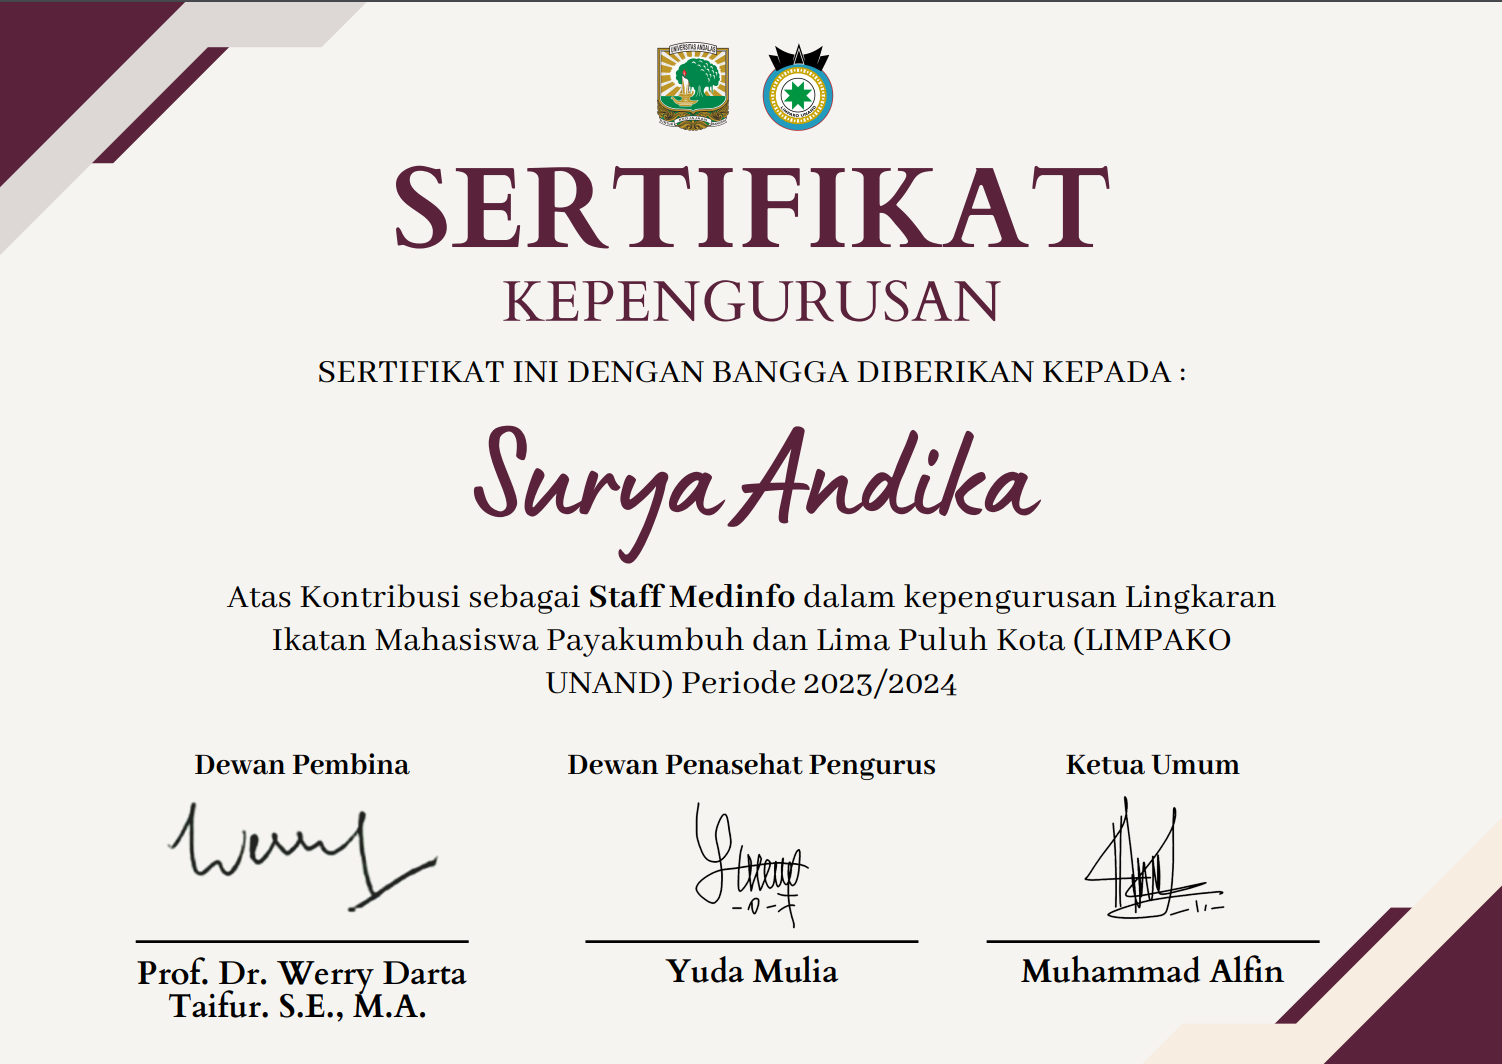 UNIVERSITAS ANDALAS
LIMPAKO UNAND
SERTIFIKAT
KEPENGURUSAN
SERTIFIKAT INI DENGAN BANGGA DIBERIKAN KEPADA :
Surya Andika
Atas Kontribusi sebagai Staff Medinfo dalam kepengurusan Lingkaran
Ikatan Mahasiswa Payakumbuh dan Lima Puluh Kota (LIMPAKO
UNAND) Periode 2023/2024
Dewan Pembina
Dewan Penasehat Pengurus
Ketua Umum
Prof. Dr. Werry Darta
Taifur. S.E., M.A.
Yuda Mulia
Muhammad Alfin